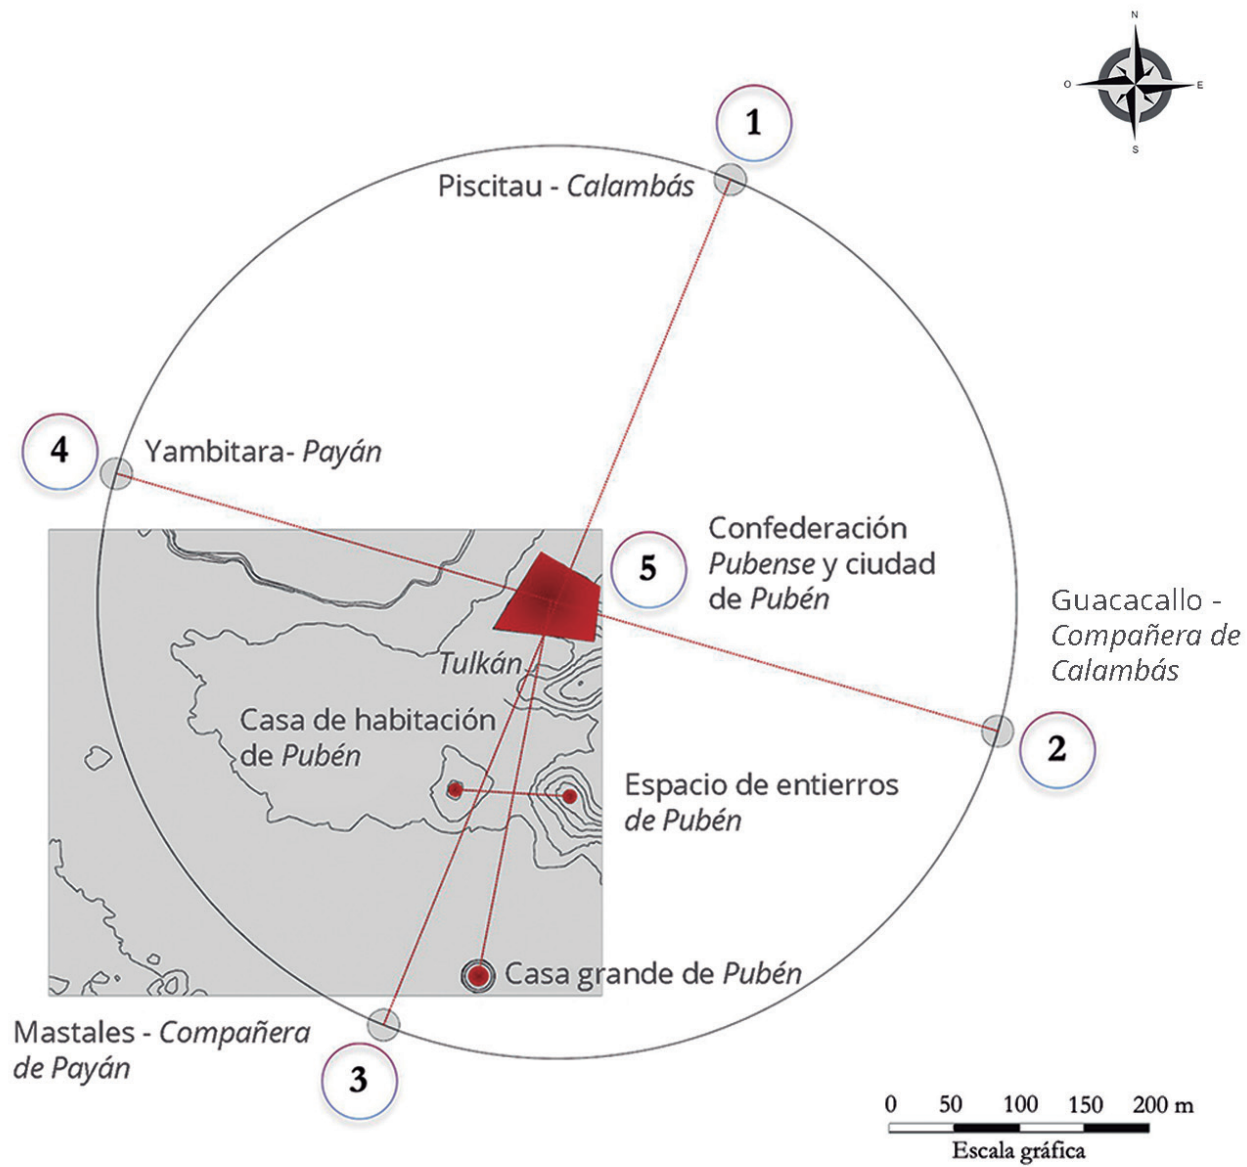 N
O
E
S
1
Piscitau - Calambás
4
Yambitara- Payán
5
Confederación
Pubense y ciudad
de Pubén
Guacacallo -
Compañera de
Calambás
2
Tulkán
Casa de habitación
de Pubén
Espacio de entierros
de Pubén
Casa grande de Pubén
Mastales - Compañera
de Payán
3
0 50 100 150 200 m
Escala gráfica